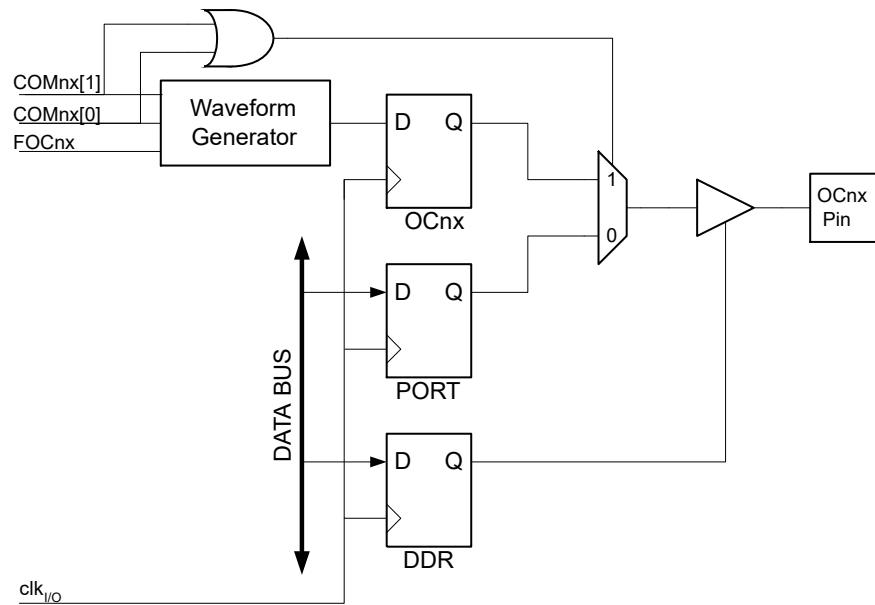 COMnx[1]
COMnx[0]
FOCnx
Waveform
Generator
D Q
OCnx
1
0
OCnx
Pin
D Q
PORT
DATA BUS
D Q
DDR
clkI/O